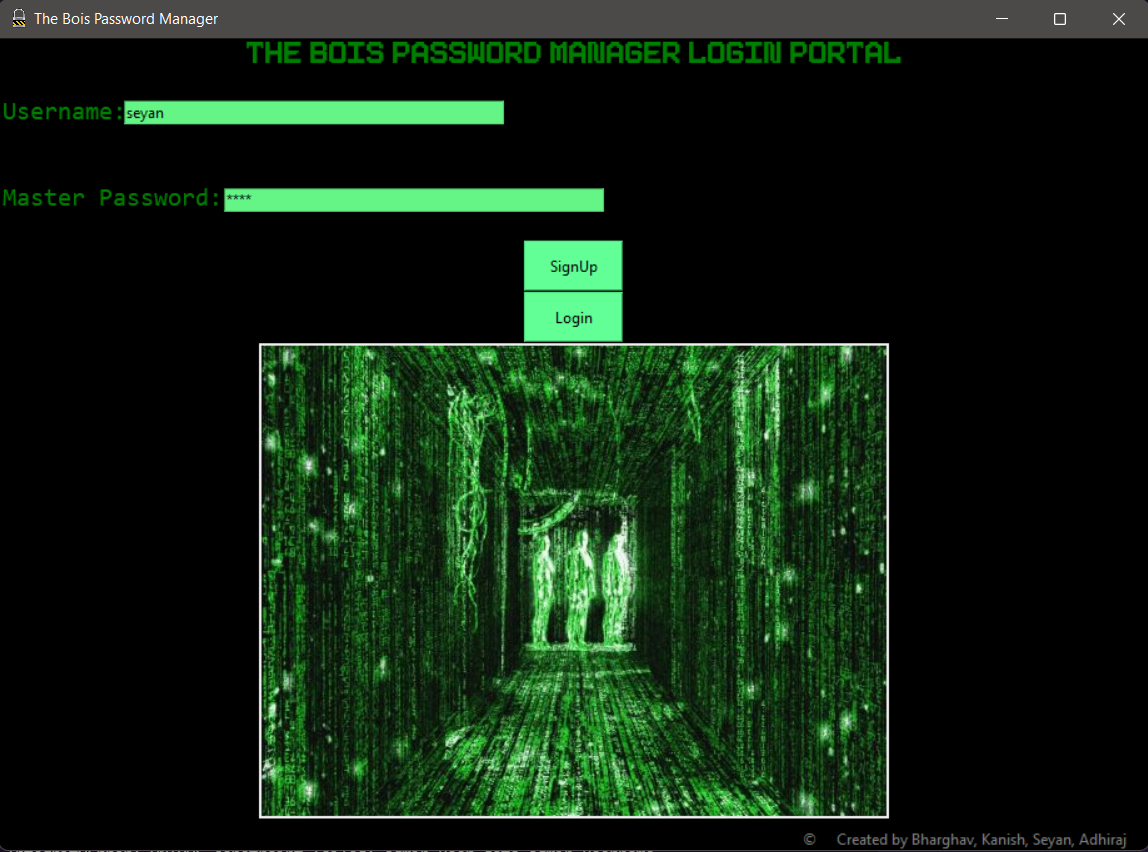 The Bois Password Manager
THE BOIS PASSWORD MANAGER LOGIN PORTAL
Username: seyan
Master Password: ****
SignUp
Login
© Created by Bharghav, Kanish, Seyan, Adhiraj